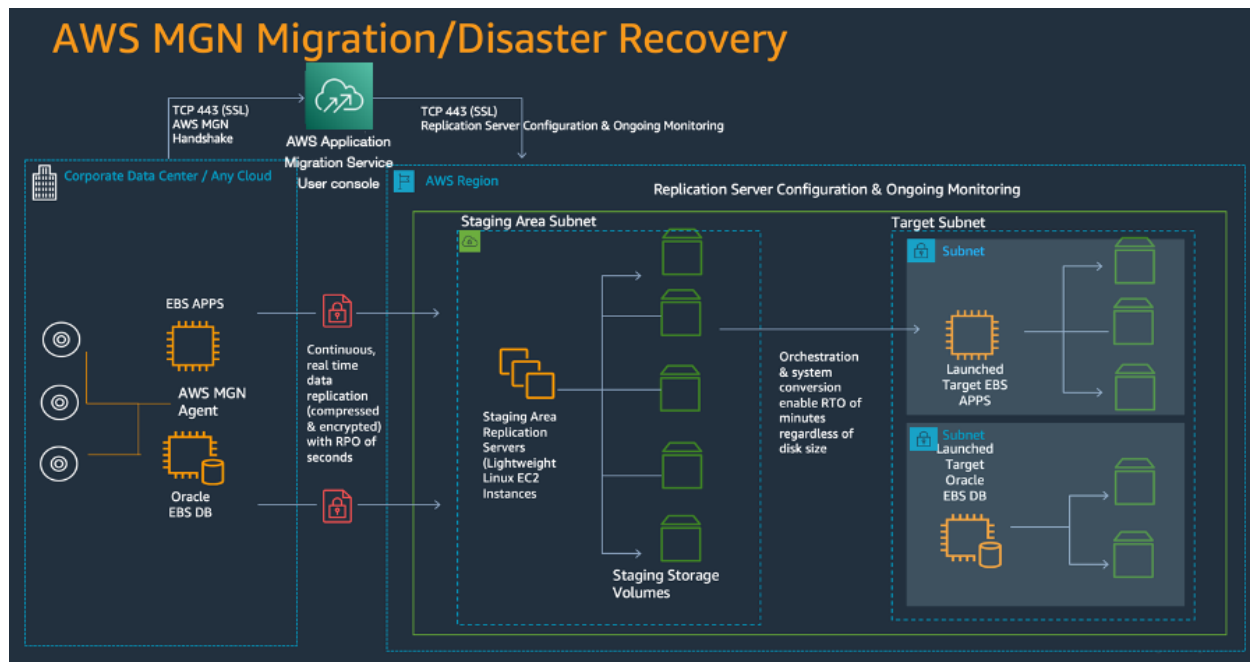 AWS MGN Migration/Disaster Recovery
TCP 443 (SSL)
AWS MGN
Handshake
AWS Application
Migration Service
User console
TCP 443 (SSL)
Replication Server Configuration & Ongoing Monitoring
Corporate Data Center / Any Cloud
AWS Region
Replication Server Configuration & Ongoing Monitoring
EBS APPS
AWS MGN
Agent
Oracle
EBS DB
Continuous,
real time
data
replication
(compressed
& encrypted)
with RPO of
seconds
Staging Area Subnet
Staging Area
Replication
Servers
(Lightweight
Linux EC2
Instances
Staging Storage
Volumes
Orchestration
& system
conversion
enable RTO of
minutes
regardless of
disk size
Target Subnet
Subnet
Launched
Target EBS
APPS
Subnet
Launched
Target
Oracle
EBS DB